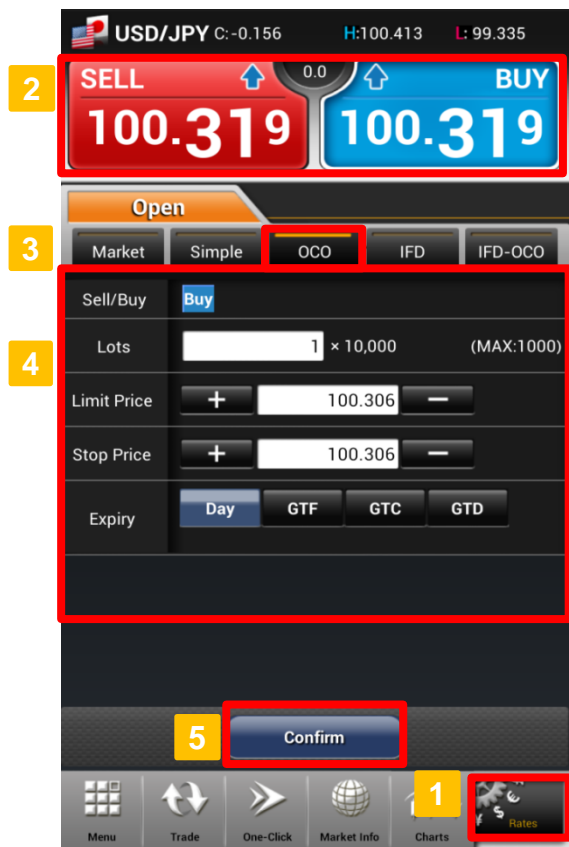 USD/JPY C:-0.156 H:100.413 L: 99.335
2
SELL 0.0 BUY
100.319 100.319
Open
3
Market Simple OCO IFD IFD-OCO
Sell/Buy Buy
4
Lots 1 × 10,000 (MAX:1000)
Limit Price + 100.306 −
Stop Price + 100.306 −
Expiry Day GTF GTC GTD
5
Confirm
1
Menu Trade One-Click Market Info Charts Rates